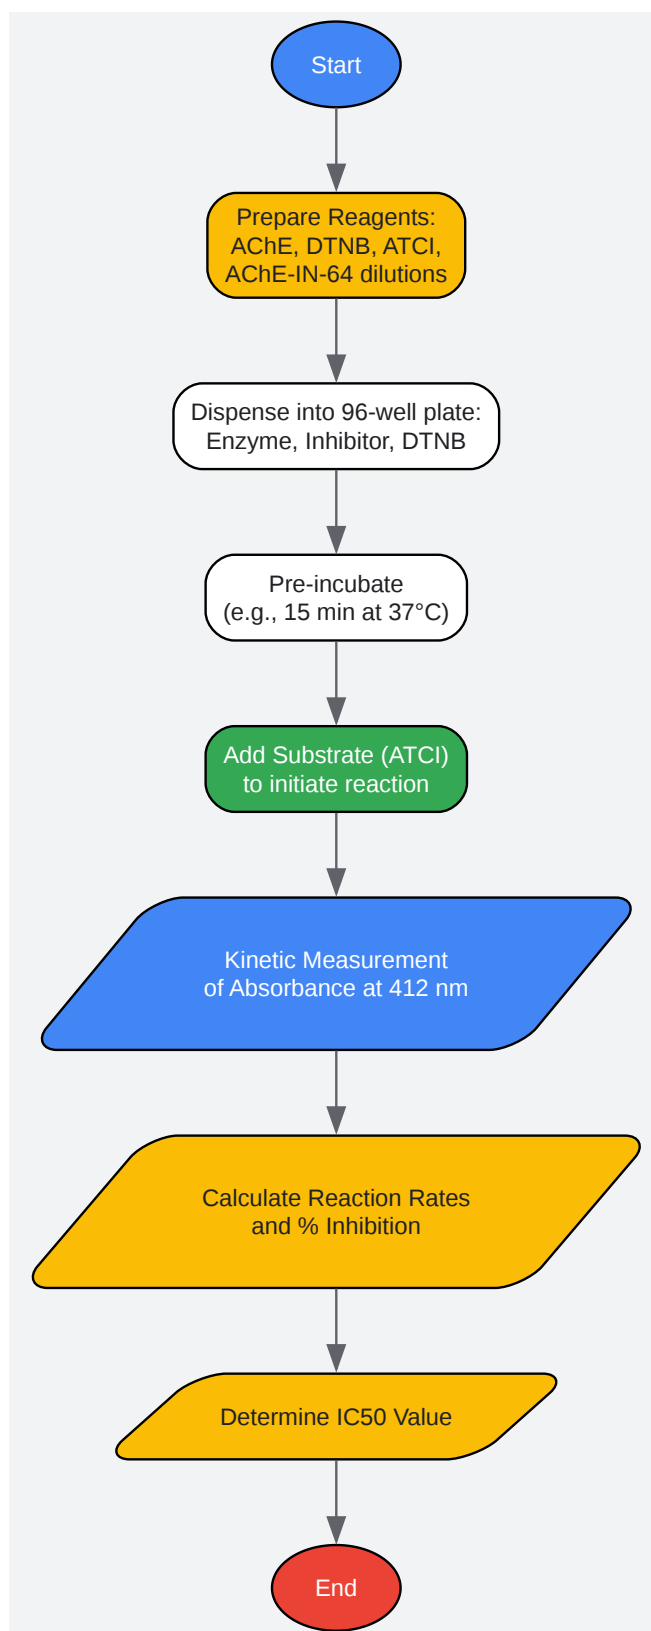 Start
Prepare Reagents:
AChE, DTNB, ATCI,
AChE-IN-64 dilutions
Dispense into 96-well plate:
Enzyme, Inhibitor, DTNB
Pre-incubate
(e.g., 15 min at 37°C)
Add Substrate (ATCI)
to initiate reaction
Kinetic Measurement
of Absorbance at 412 nm
Calculate Reaction Rates
and % Inhibition
Determine IC50 Value
End